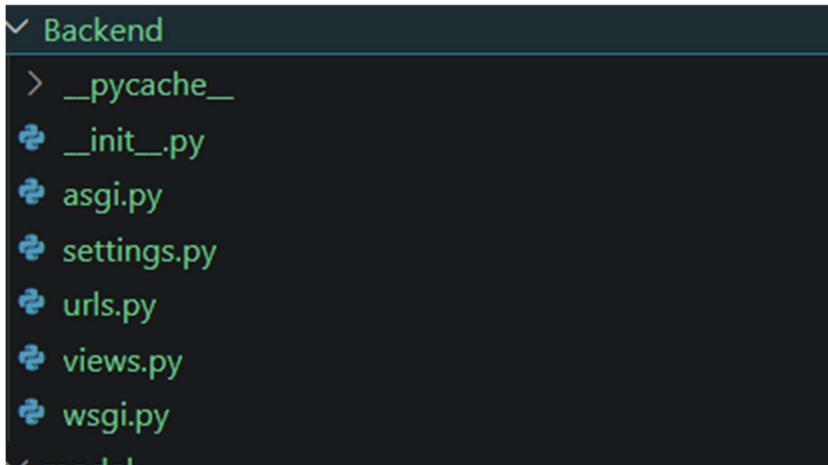 Backend
__pycache__
__init__.py
asgi.py
settings.py
urls.py
views.py
wsgi.py